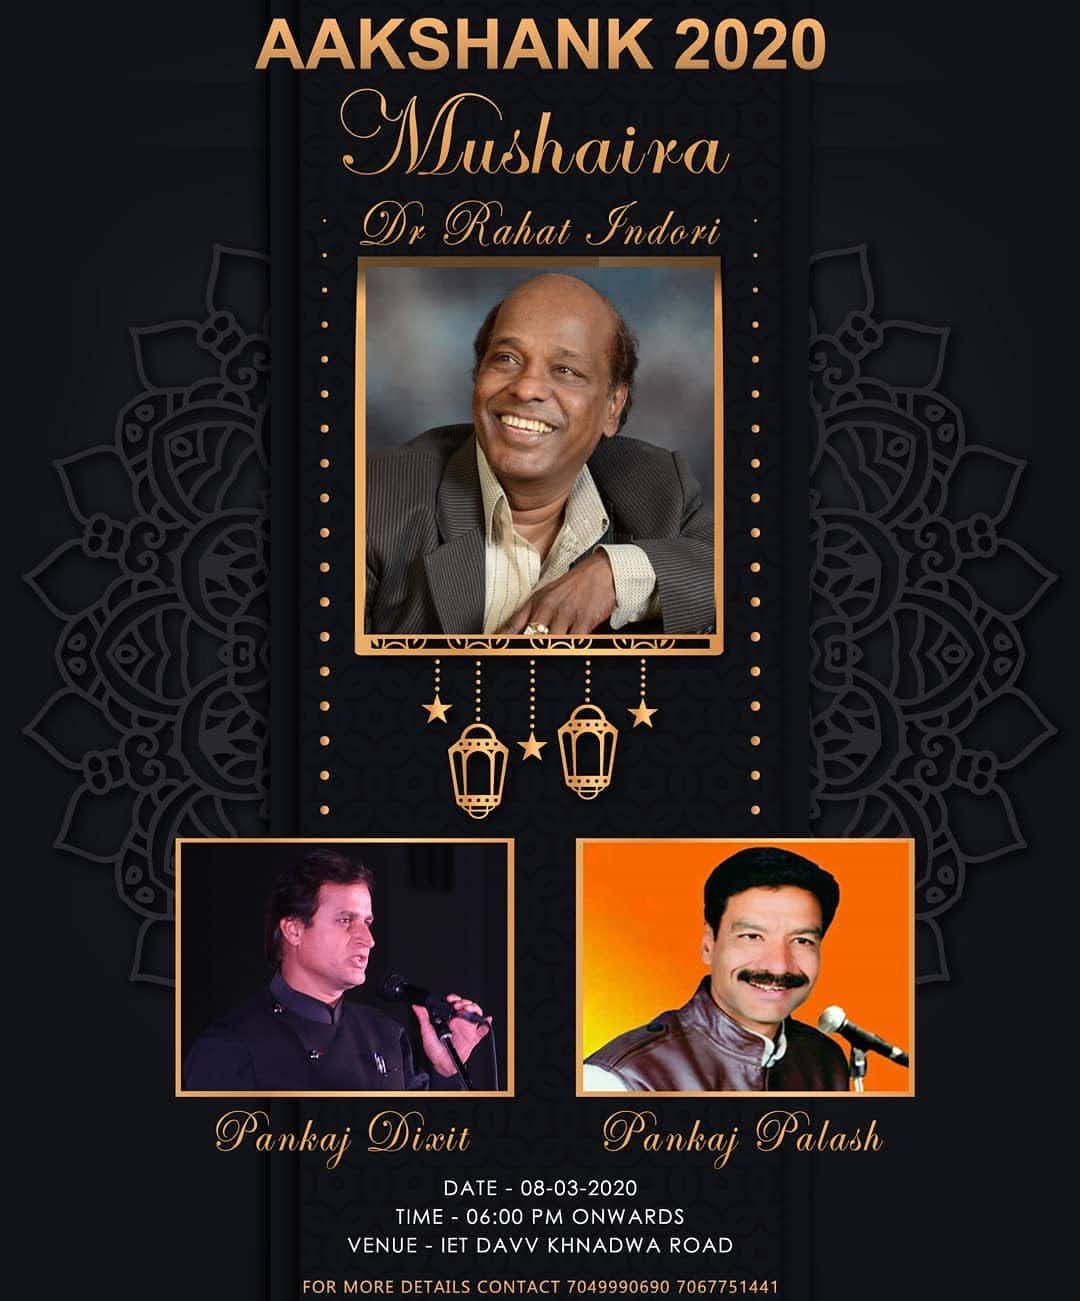 AAKSHANK 2020
Mushaira
Dr Rahat Indori
Pankaj Dixit
Pankaj Palash
DATE - 08-03-2020
TIME - 06:00 PM ONWARDS
VENUE - IET DAVV KHNADWA ROAD
FOR MORE DETAILS CONTACT 7049990690 7067751441